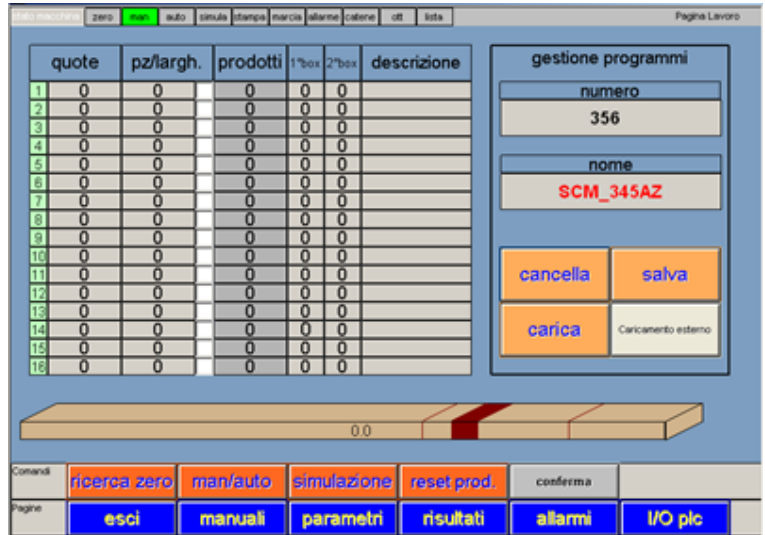 stato macchina zero man auto simula stampa marcia allarme catene ott lista Pagina Lavoro
quote pz/largh. prodotti 1°box 2°box descrizione
1 0 0 0 0 0
2 0 0 0 0 0
3 0 0 0 0 0
4 0 0 0 0 0
5 0 0 0 0 0
6 0 0 0 0 0
7 0 0 0 0 0
8 0 0 0 0 0
9 0 0 0 0 0
10 0 0 0 0 0
11 0 0 0 0 0
12 0 0 0 0 0
13 0 0 0 0 0
14 0 0 0 0 0
15 0 0 0 0 0
16 0 0 0 0 0
gestione programmi
numero
356
nome
SCM_345AZ
cancella salva
carica Caricamento esterno
0.0
Comandi ricerca zero man/auto simulazione reset prod. conferma
Pagine esci manuali parametri risultati allarmi I/O plc